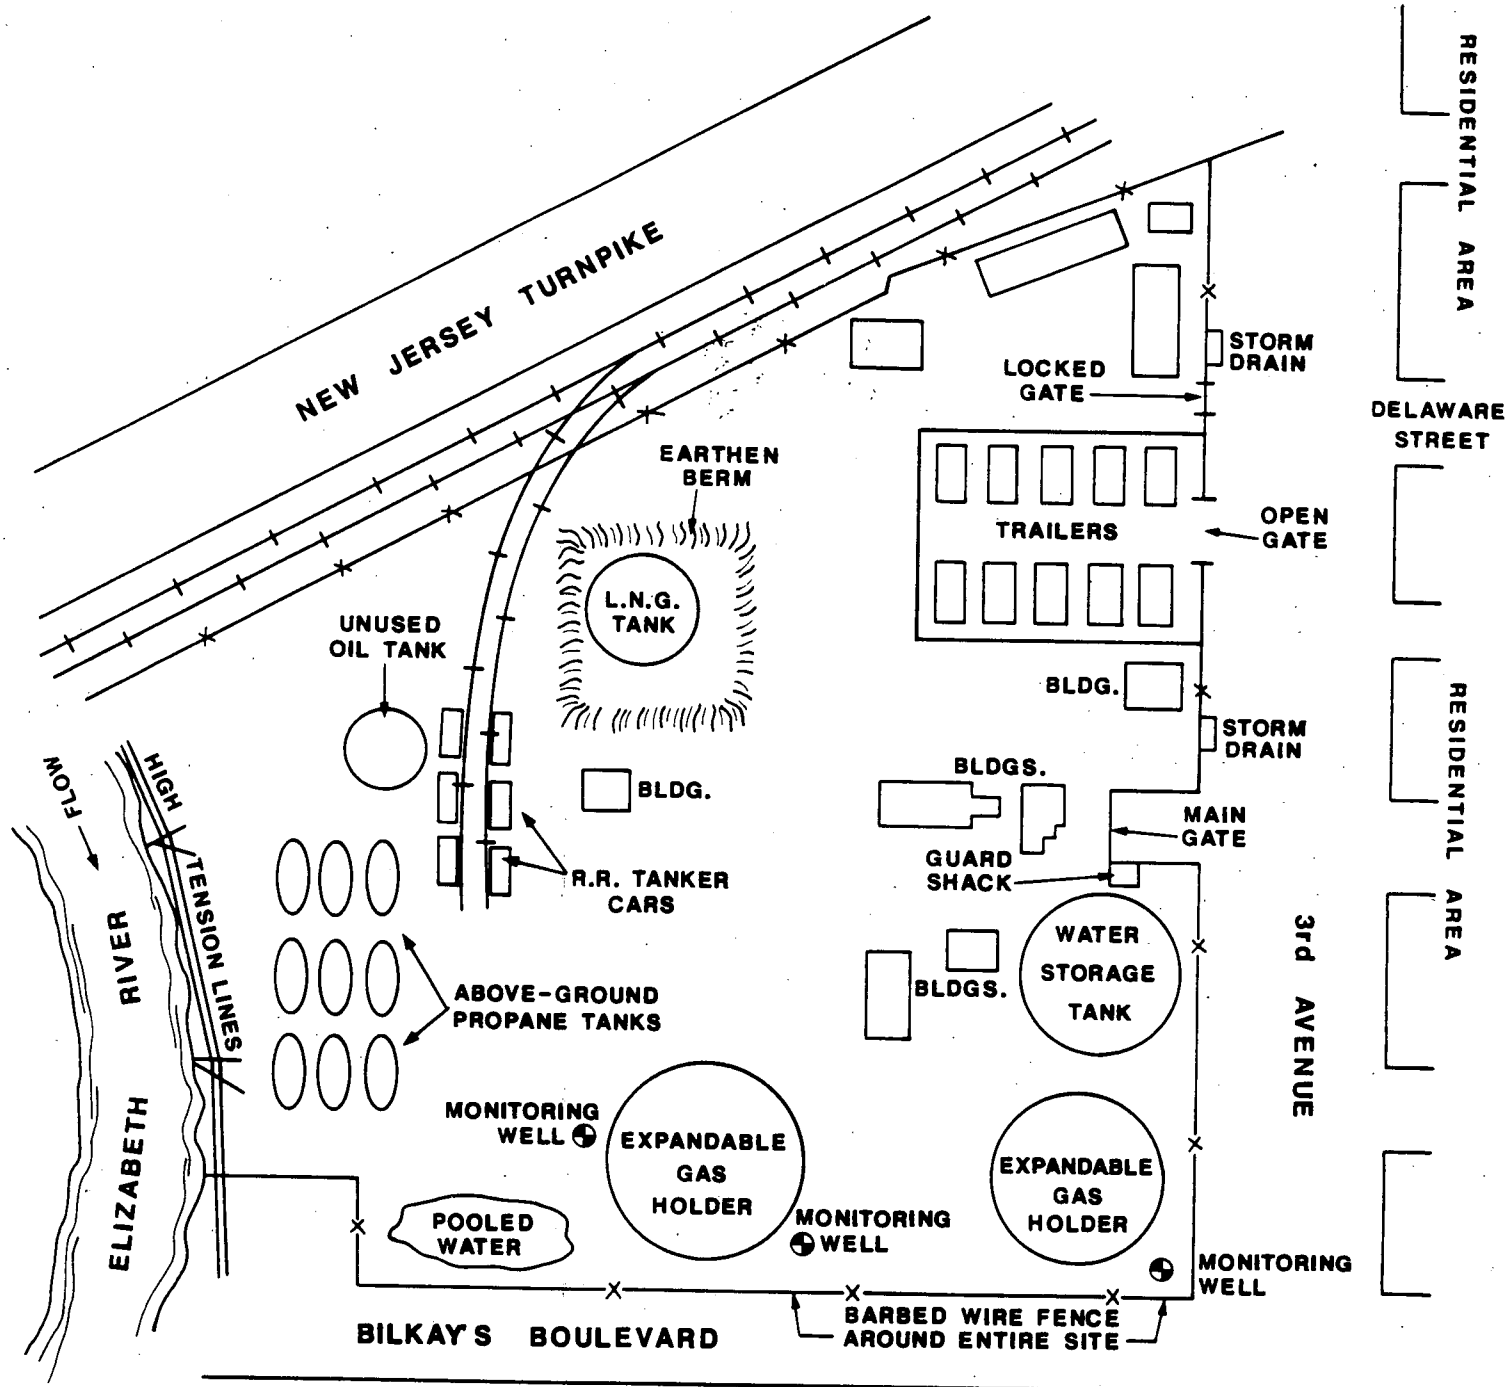 RESIDENTIAL AREA
NEW JERSEY TURNPIKE
STORM
DRAIN
LOCKED
GATE
DELAWARE
STREET
EARTHEN
BERM
TRAILERS
OPEN
GATE
L.N.G.
TANK
UNUSED
OIL TANK
BLDG.
RESIDENTIAL AREA
STORM
DRAIN
FLOW
HIGH TENSION LINES
BLDG.
BLDGS.
MAIN
GATE
GUARD
SHACK
R.R. TANKER
CARS
ELIZABETH RIVER
WATER
STORAGE
TANK
3rd AVENUE
BLDGS.
ABOVE-GROUND
PROPANE TANKS
MONITORING
WELL
EXPANDABLE
GAS
HOLDER
EXPANDABLE
GAS
HOLDER
POOLED
WATER
MONITORING
WELL
MONITORING
WELL
BARBED WIRE FENCE
AROUND ENTIRE SITE
BILKAY'S BOULEVARD